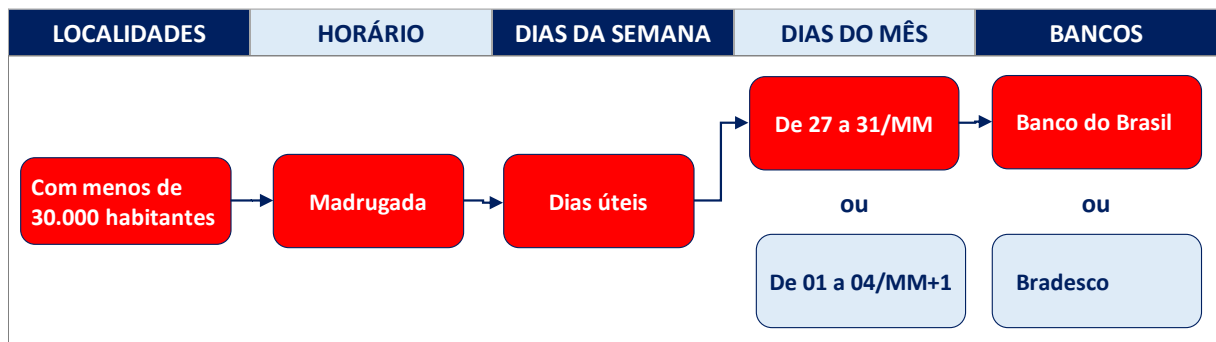 LOCALIDADES
HORÁRIO
DIAS DA SEMANA
DIAS DO MÊS
BANCOS
Com menos de
30.000 habitantes
Madrugada
Dias úteis
De 27 a 31/MM
Banco do Brasil
ou
ou
De 01 a 04/MM+1
Bradesco